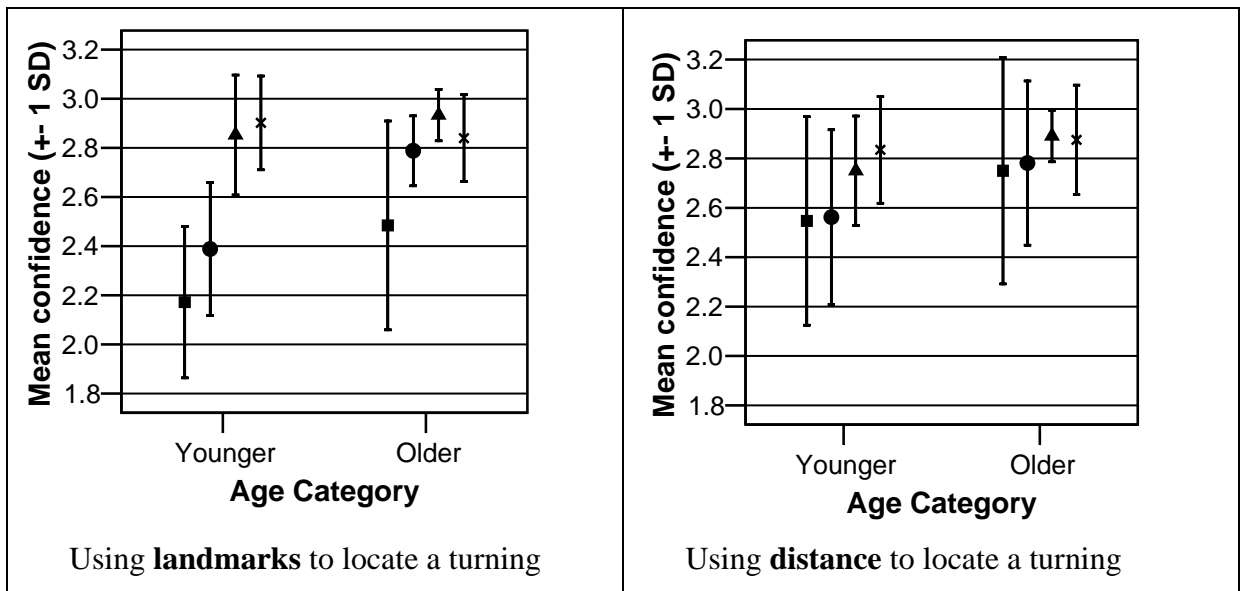 Mean confidence (+- 1 SD)
3.2
3.0
2.8
2.6
2.4
2.2
2.0
1.8
Younger
Older
Age Category
Using landmarks to locate a turning
Mean confidence (+- 1 SD)
3.2
3.0
2.8
2.6
2.4
2.2
2.0
1.8
Younger
Older
Age Category
Using distance to locate a turning